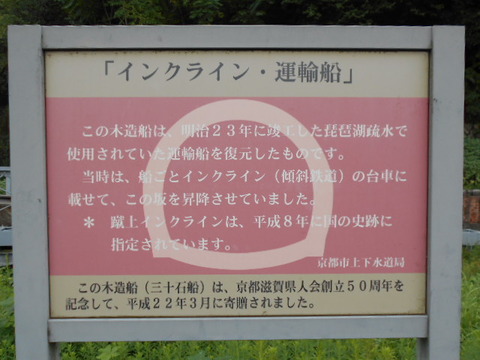 「インクライン・運輸船」
この木造船は、明治２３年に竣工した琵琶湖疏水で
使用されていた運輸船を復元したものです。
当時は、船ごとインクライン（傾斜鉄道）の台車に
載せて、この坂を昇降させていました。
＊ 蹴上インクラインは、平成８年に国の史跡に
指定されています。
京都市上下水道局
この木造船（三十石船）は、京都滋賀県人会創立５０周年を
記念して、平成２２年３月に寄贈されました。